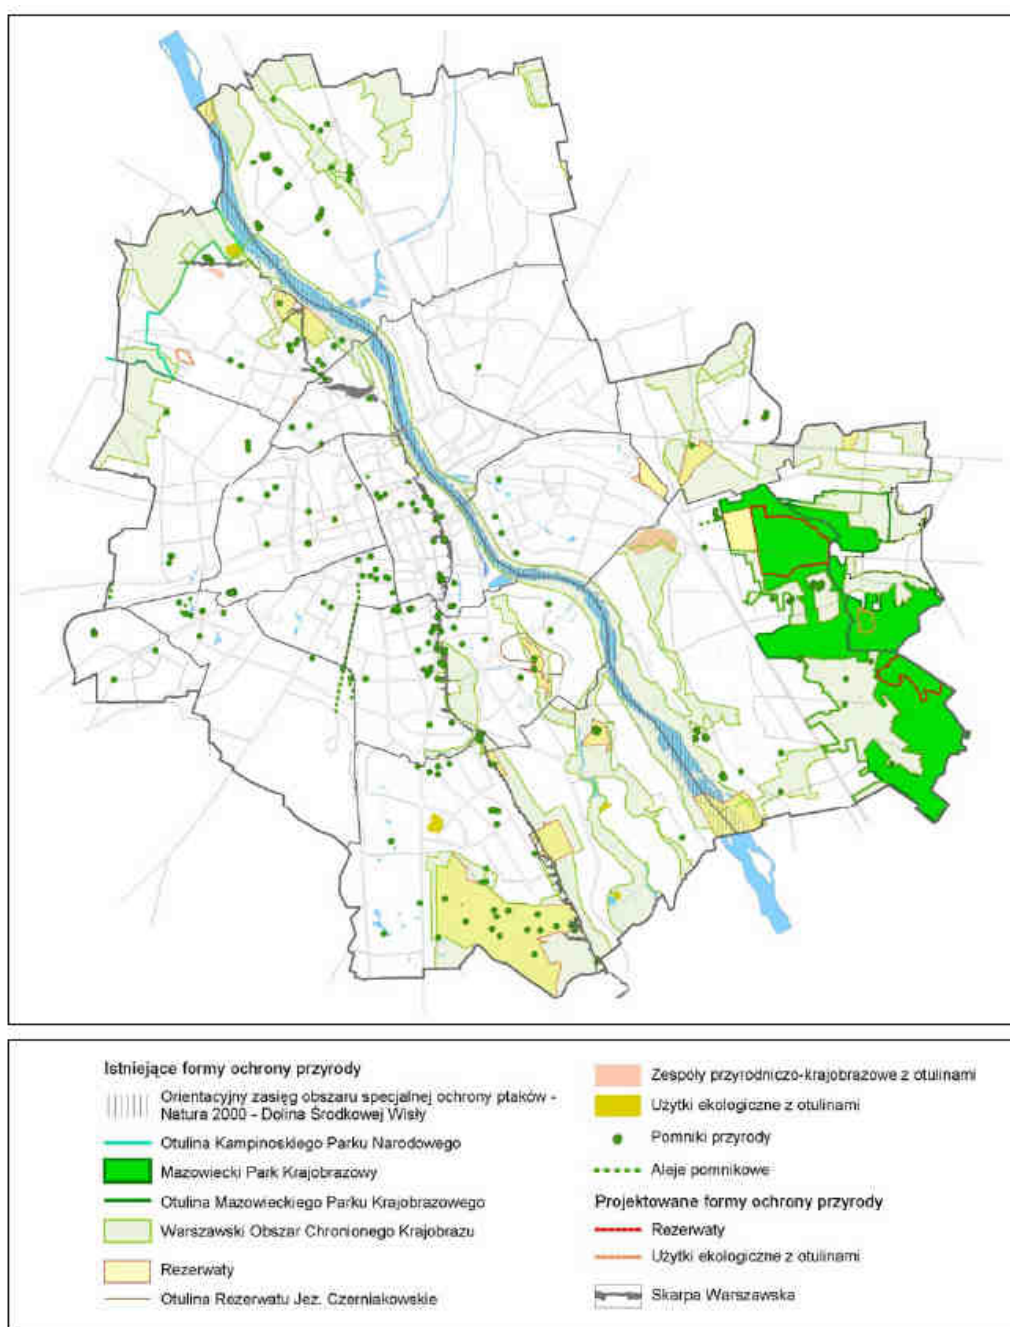 Istniejące formy ochrony przyrody
Orientacyjny zasięg obszaru specjalnej ochrony ptaków -
Natura 2000 - Dolina Środkowej Wisły
Otulina Kampinoskiego Parku Narodowego
Mazowiecki Park Krajobrazowy
Otulina Mazowieckiego Parku Krajobrazowego
Warszawski Obszar Chronionego Krajobrazu
Rezerwaty
Otulina Rezerwatu Jez. Czerniakowskie
Zespoły przyrodniczo-krajobrazowe z otulinami
Użytki ekologiczne z otulinami
Pomniki przyrody
Aleje pomnikowe
Projektowane formy ochrony przyrody
Rezerwaty
Użytki ekologiczne z otulinami
Skarpa Warszawska